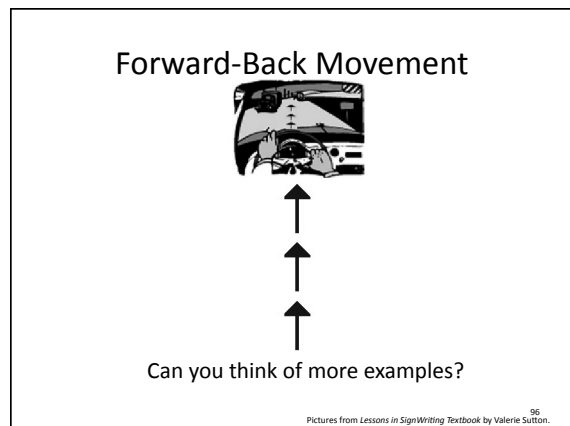 Forward-Back Movement
Can you think of more examples?
96
Pictures from Lessons in SignWriting Textbook by Valerie Sutton.